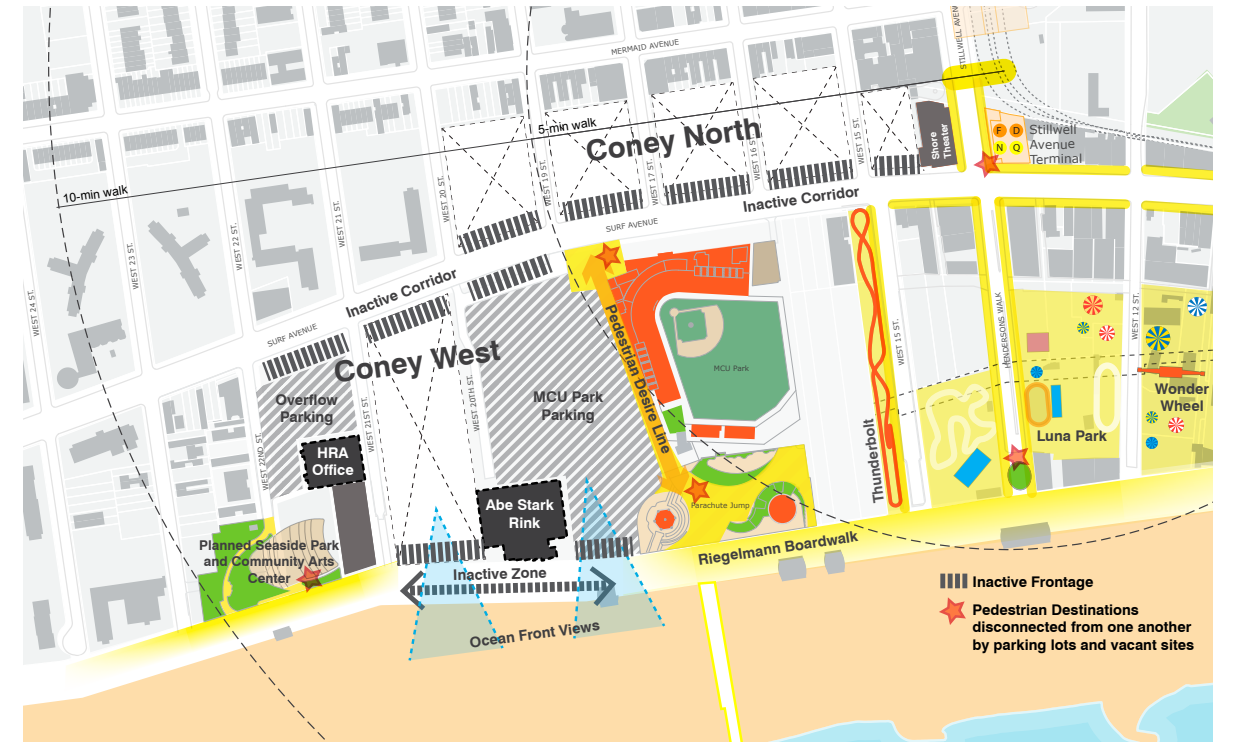 MERMAID AVENUE
STILLWELL AVENUE
5-min walk
Coney North
10-min walk
Shore
Theater
F D
N Q
Stillwell
Avenue
Terminal
WEST 15 ST.
WEST 16 ST.
WEST 17 ST.
WEST 19 ST.
WEST 20 ST.
WEST 21 ST.
WEST 22 ST.
WEST 23 ST.
WEST 24 ST.
Inactive Corridor
SURF AVENUE
Inactive Corridor
SURF AVENUE
Coney West
Overflow
Parking
HRA
Office
WEST 22ND ST.
WEST 21ST ST.
WEST 20TH ST.
MCU Park
Parking
Pedestrian Desire Line
MCU Park
Abe Stark
Rink
Parachute Jump
Thunderbolt
WEST 15 ST.
HENDERSONS WALK
WEST 12 ST.
Wonder
Wheel
Luna Park
Riegelmann Boardwalk
Planned Seaside Park
and Community Arts
Center
Inactive Zone
Ocean Front Views
Inactive Frontage
Pedestrian Destinations
disconnected from one another
by parking lots and vacant sites